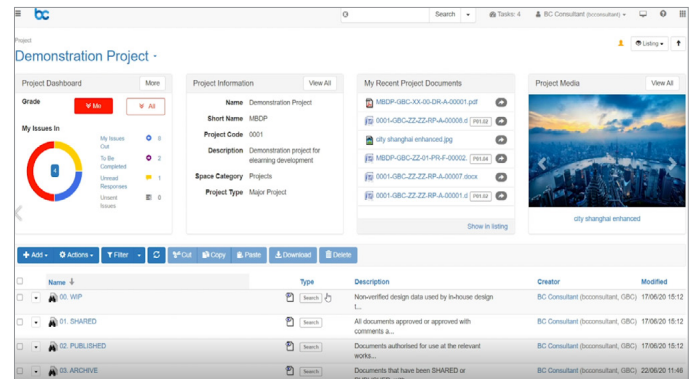 bc
Search
Tasks: 4
BC Consultant (bcconsultant)
Project
Demonstration Project
Listing
Project Dashboard
More
Grade
Me
All
My Issues In
4
My Issues Out 0
To Be Completed 2
Unread Responses 1
Unsent Issues 0
Project Information
View All
Name Demonstration Project
Short Name MBDP
Project Code 0001
Description Demonstration project for
elearning development
Space Category Projects
Project Type Major Project
My Recent Project Documents
MBDP-GBC-XX-00-DR-A-00001.pdf
0001-GBC-ZZ-ZZ-RP-A-00008.d P01.02
city shanghai enhanced.jpg
MBDP-GBC-ZZ-01-PR-F-00002. P01.04
0001-GBC-ZZ-ZZ-RP-A-00007.docx
0001-GBC-ZZ-ZZ-RP-A-00001.d P01.02
Show in listing
Project Media
View All
city shanghai enhanced
Add Actions Filter Cut Copy Paste Download Delete
Name Type Description Creator Modified
00. WIP Search Non-verified design data used by in-house design t... BC Consultant (bcconsultant, GBC) 17/06/20 15:12
01. SHARED Search All documents approved or approved with comments a... BC Consultant (bcconsultant, GBC) 17/06/20 15:12
02. PUBLISHED Search Documents authorised for use at the relevant works... BC Consultant (bcconsultant, GBC) 17/06/20 15:12
03. ARCHIVE Search Documents that have been SHARED or BC Consultant (bcconsultant, GBC) 22/06/20 11:46